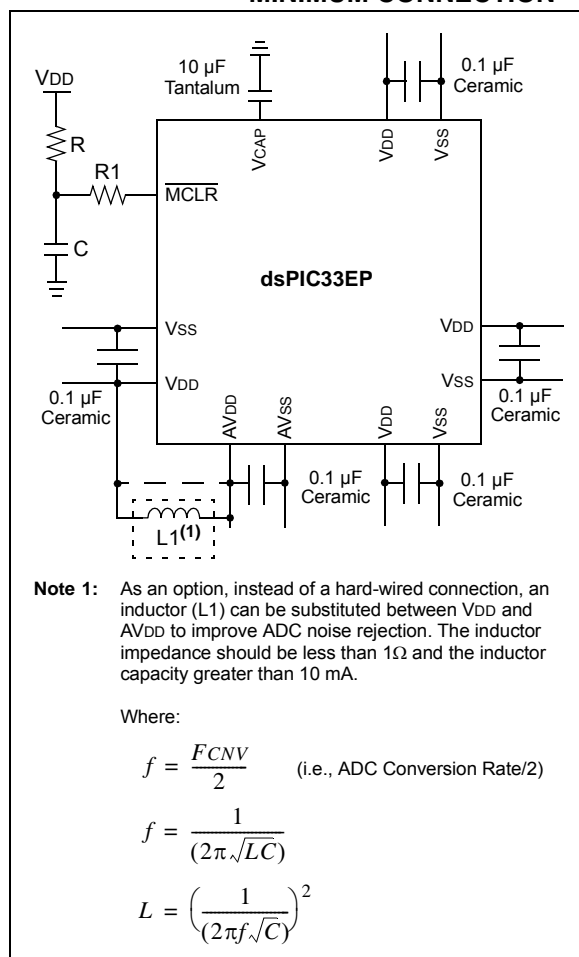 MINIMUM CONNECTION
10 µF
Tantalum
0.1 µF
Ceramic
VDD
R
R1
C
VCAP
VDD
VSS
MCLR
dsPIC33EP
VSS
VDD
VDD
VSS
0.1 µF
Ceramic
0.1 µF
Ceramic
AVDD
AVSS
VDD
VSS
0.1 µF
Ceramic
0.1 µF
Ceramic
L1(1)
Note 1: As an option, instead of a hard-wired connection, an
inductor (L1) can be substituted between VDD and
AVDD to improve ADC noise rejection. The inductor
impedance should be less than 1Ω and the inductor
capacity greater than 10 mA.
Where:
f = FCNV / 2 (i.e., ADC Conversion Rate/2)
f = 1 / (2π√LC)
L = (1 / (2πf√C))²